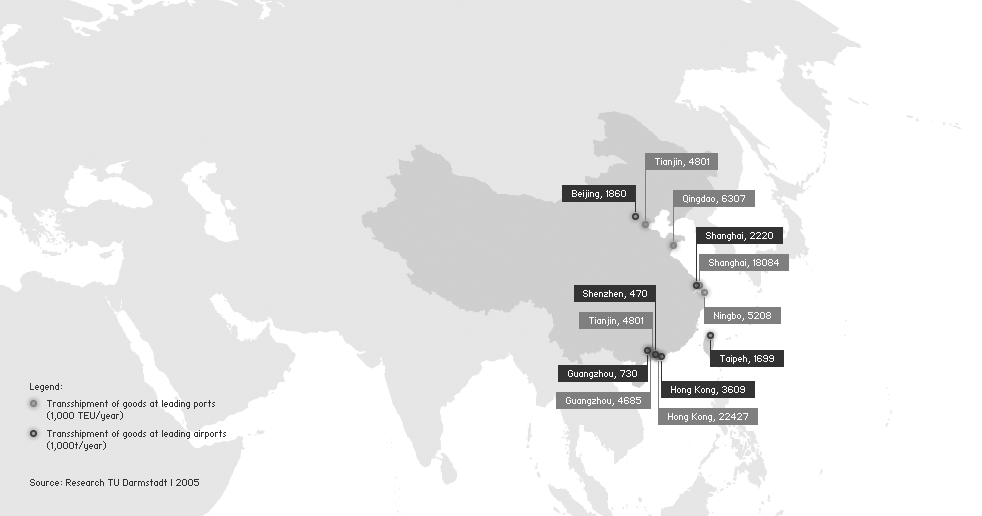 Tianjin, 4801
Beijing, 1860
Qingdao, 6307
Shanghai, 2220
Shanghai, 18084
Shenzhen, 470
Ningbo, 5208
Tianjin, 4801
Taipeh, 1699
Guangzhou, 730
Hong Kong, 3609
Guangzhou, 4685
Hong Kong, 22427
Legend:
Transshipment of goods at leading ports
(1,000 TEU/year)
Transshipment of goods at leading airports
(1,000t/year)
Source: Research TU Darmstadt | 2005